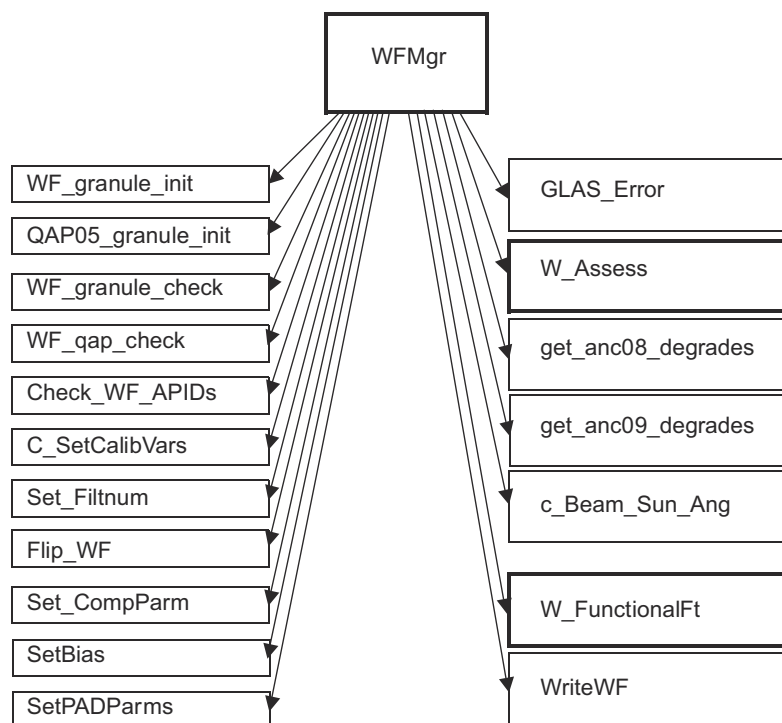 WFMgr
WF_granule_init
QAP05_granule_init
WF_granule_check
WF_qap_check
Check_WF_APIDs
C_SetCalibVars
Set_Filtnum
Flip_WF
Set_CompParm
SetBias
SetPADParms
GLAS_Error
W_Assess
get_anc08_degrades
get_anc09_degrades
c_Beam_Sun_Ang
W_FunctionalFt
WriteWF